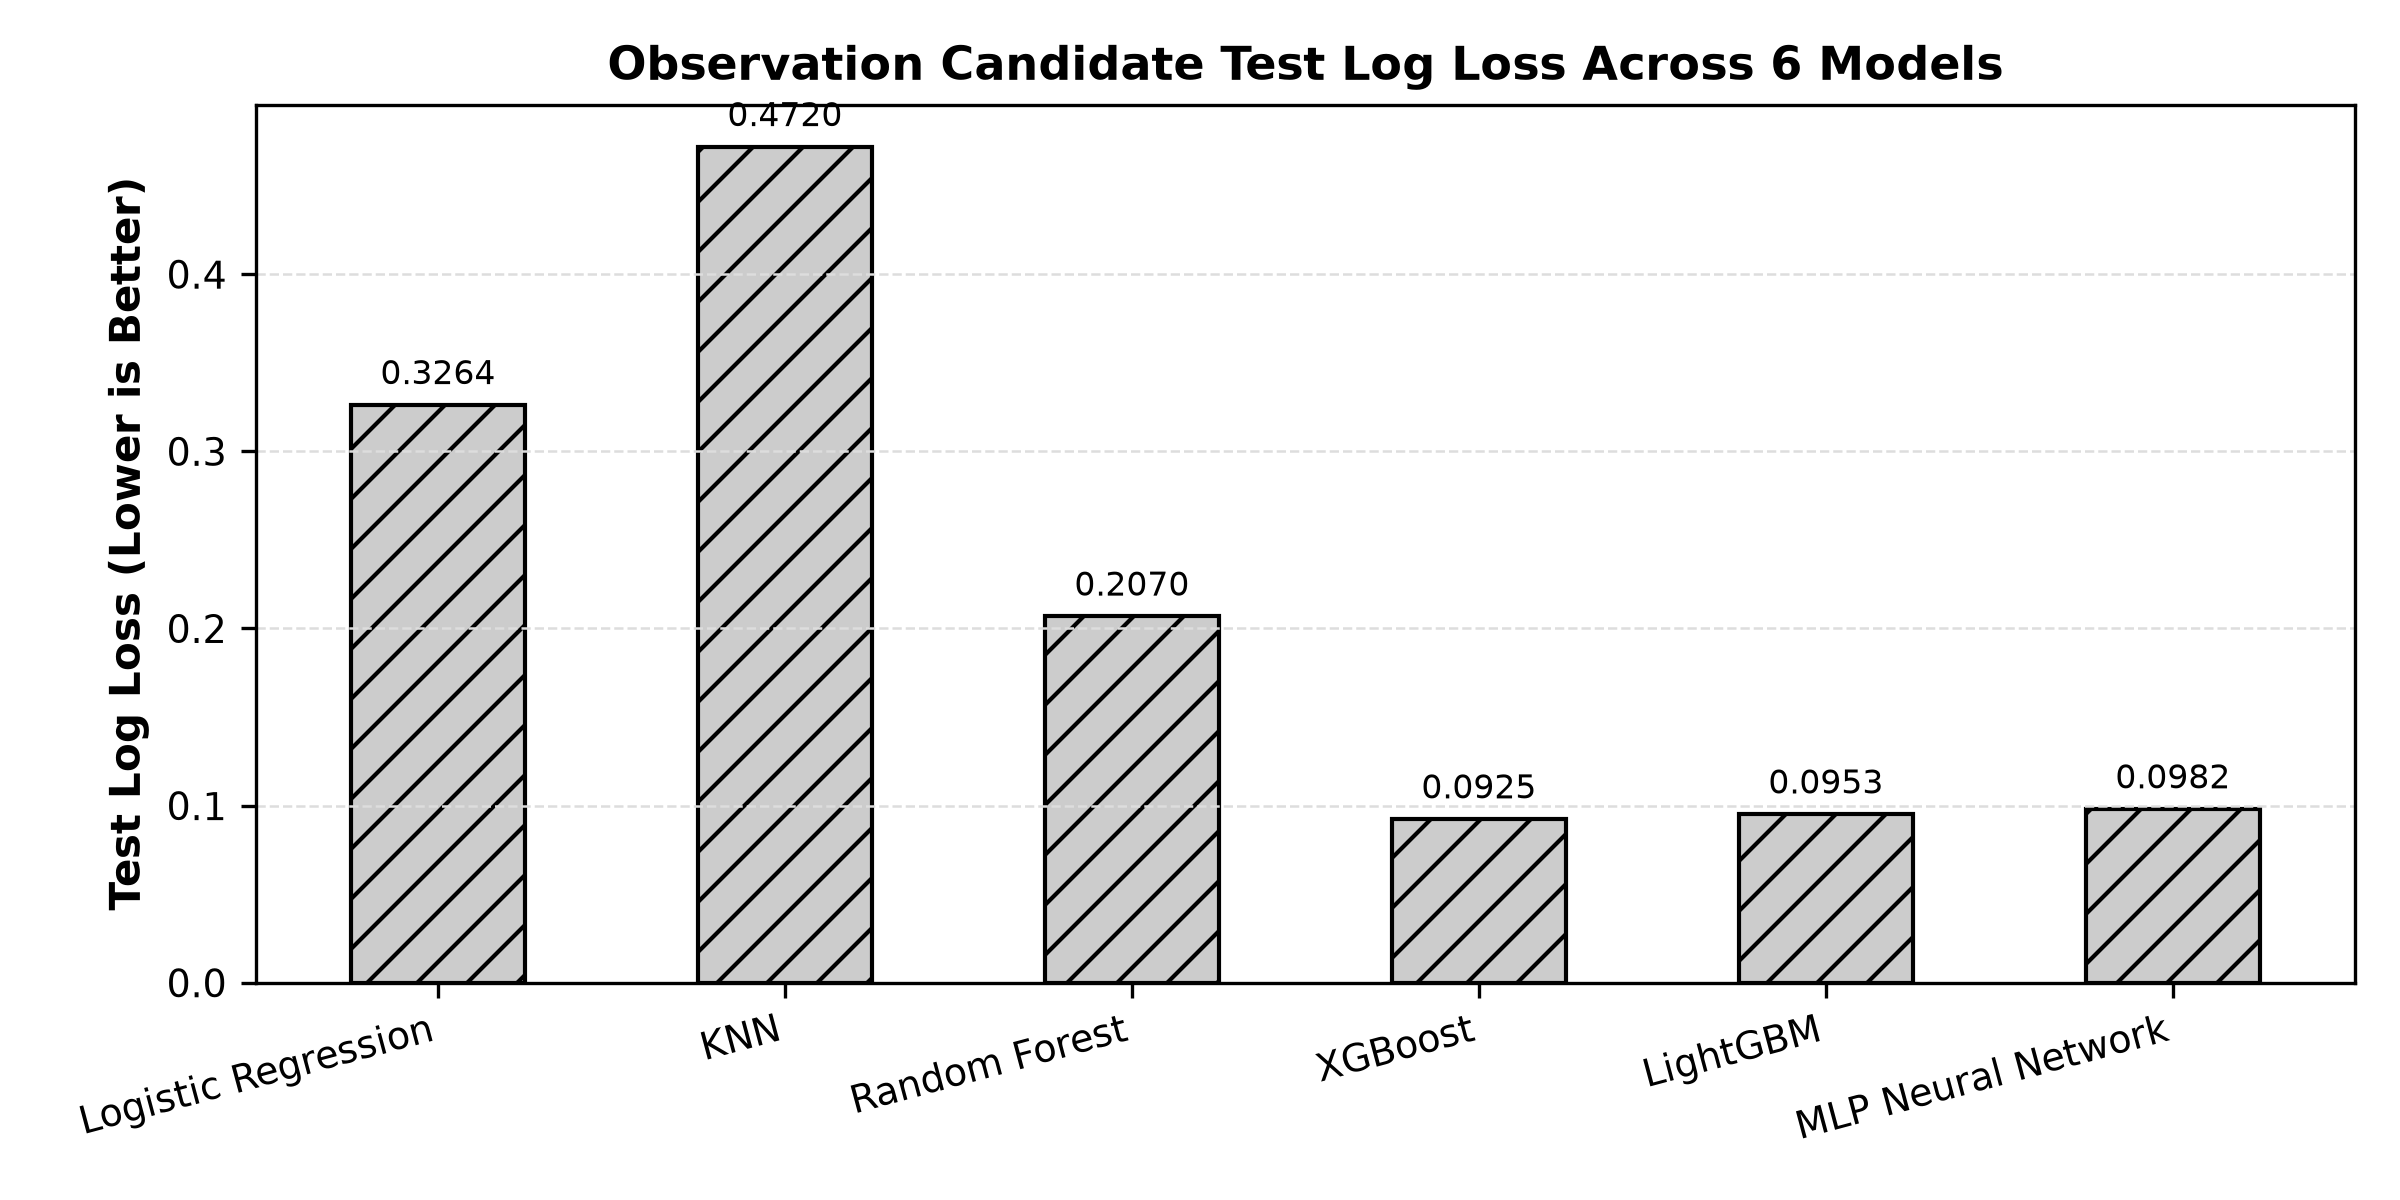 Observation Candidate Test Log Loss Across 6 Models
Test Log Loss (Lower is Better)
0.4
0.3
0.2
0.1
0.0
0.3264
0.4720
0.2070
0.0925
0.0953
0.0982
Logistic Regression
KNN
Random Forest
XGBoost
LightGBM
MLP Neural Network